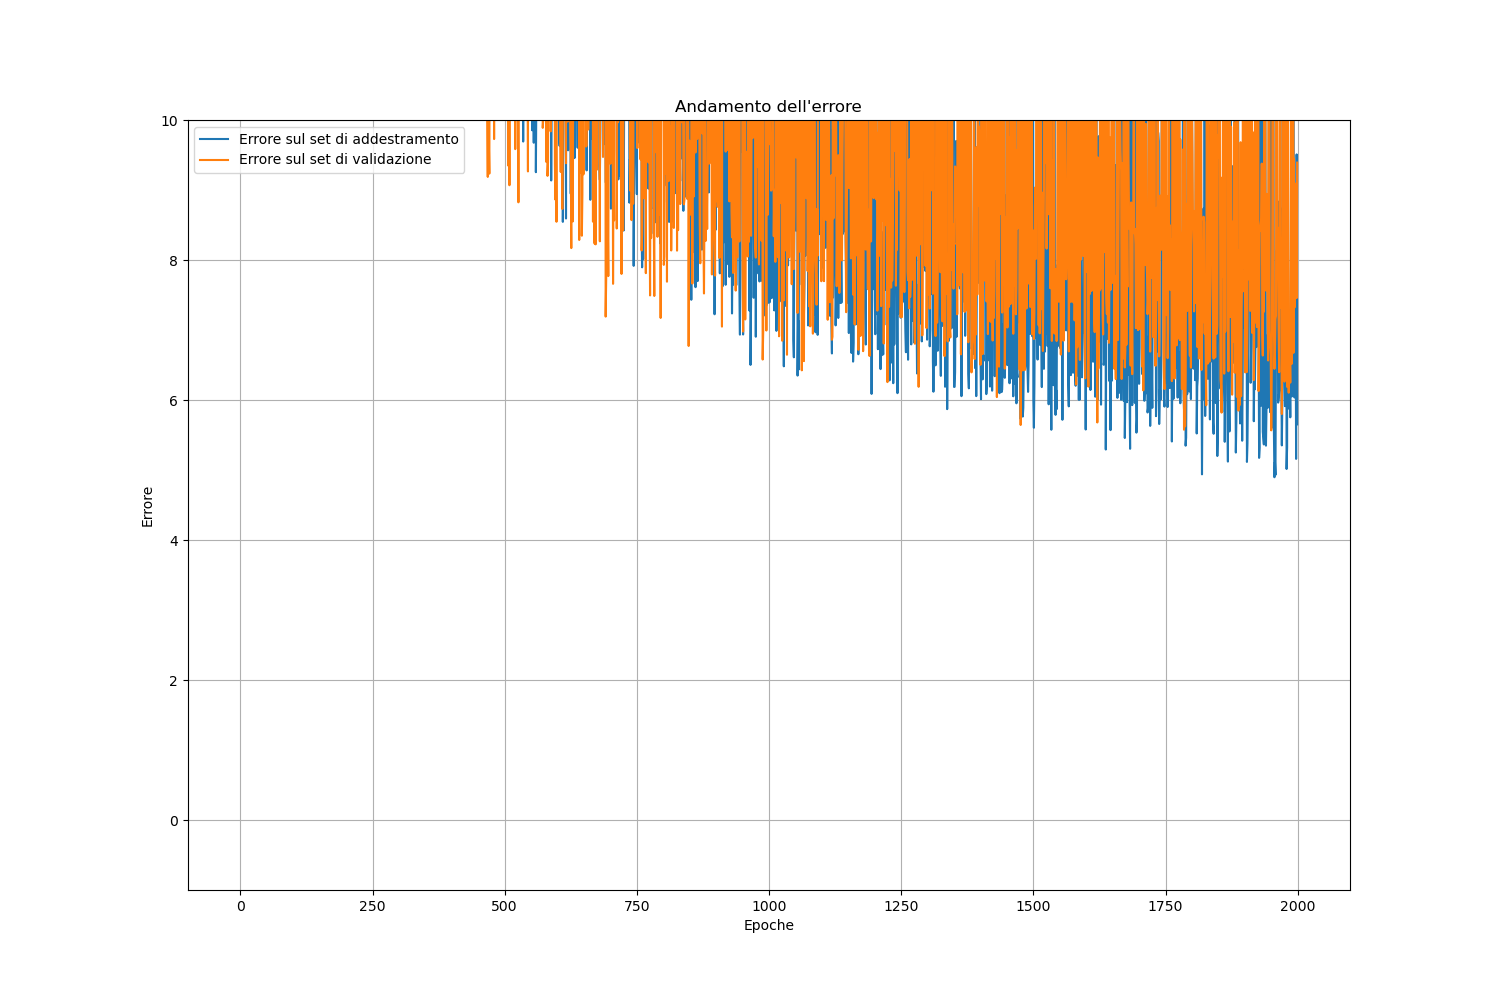 Andamento dell'errore
10
Errore sul set di addestramento
Errore sul set di validazione
8
6
Errore
4
2
0
0 250 500 750 1000 1250 1500 1750 2000
Epoche